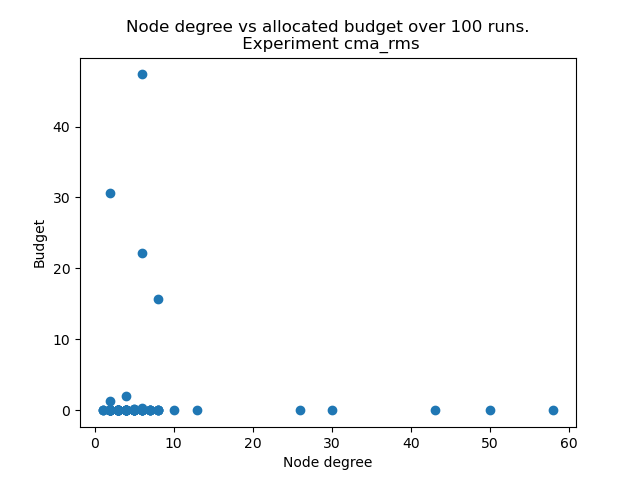 Node degree vs allocated budget over 100 runs.
Experiment cma_rms
40
30
20
10
0
Budget
0 10 20 30 40 50 60
Node degree